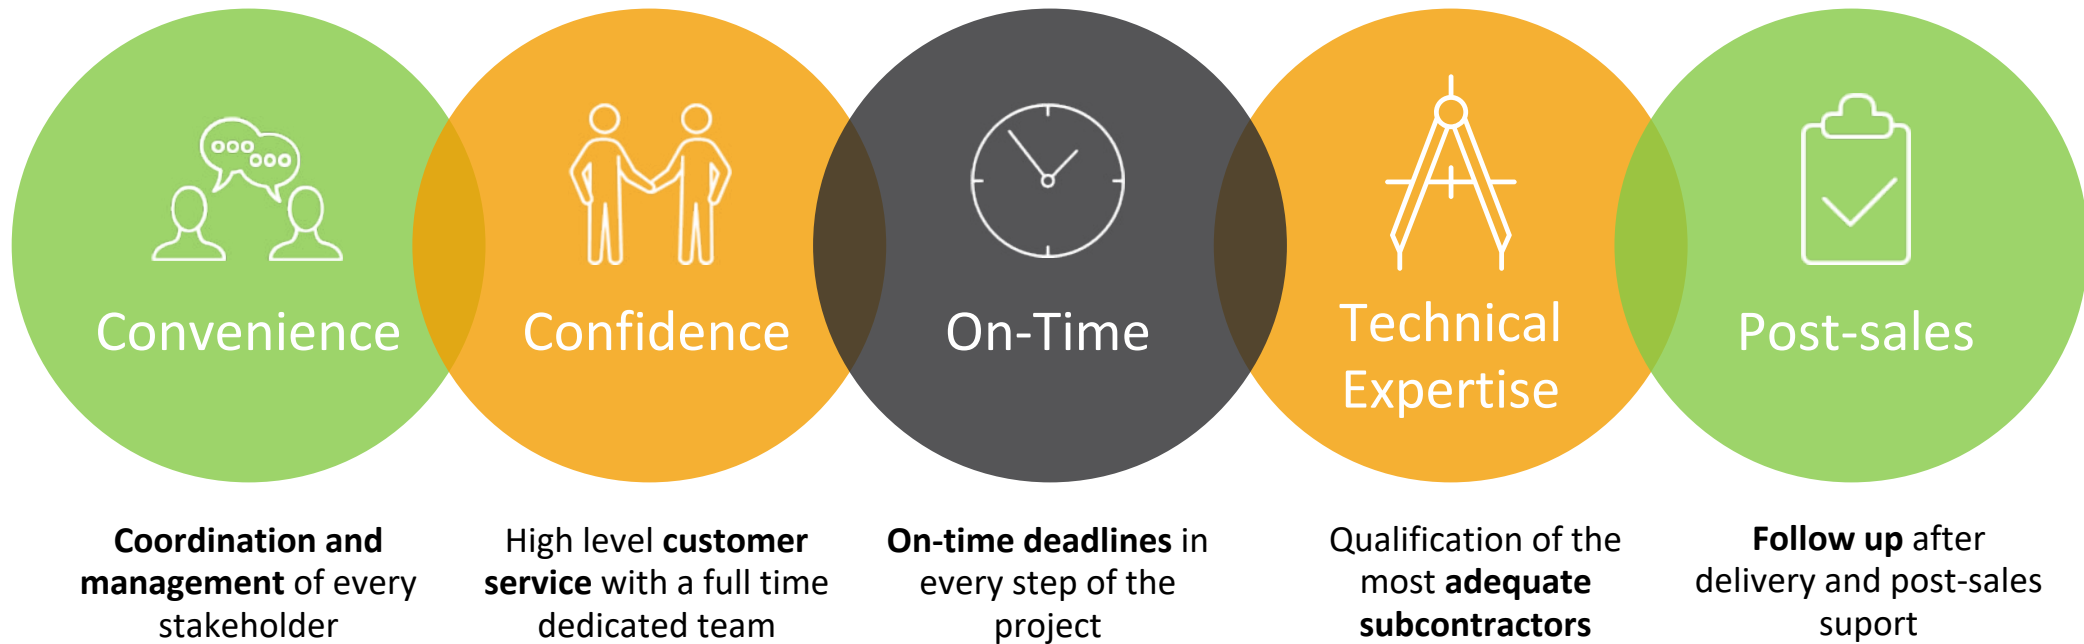 Convenience
Confidence
On-Time
Technical
Expertise
Post-sales
Coordination and
management of every
stakeholder
High level customer
service with a full time
dedicated team
On-time deadlines in
every step of the
project
Qualification of the
most adequate
subcontractors
Follow up after
delivery and post-sales
suport